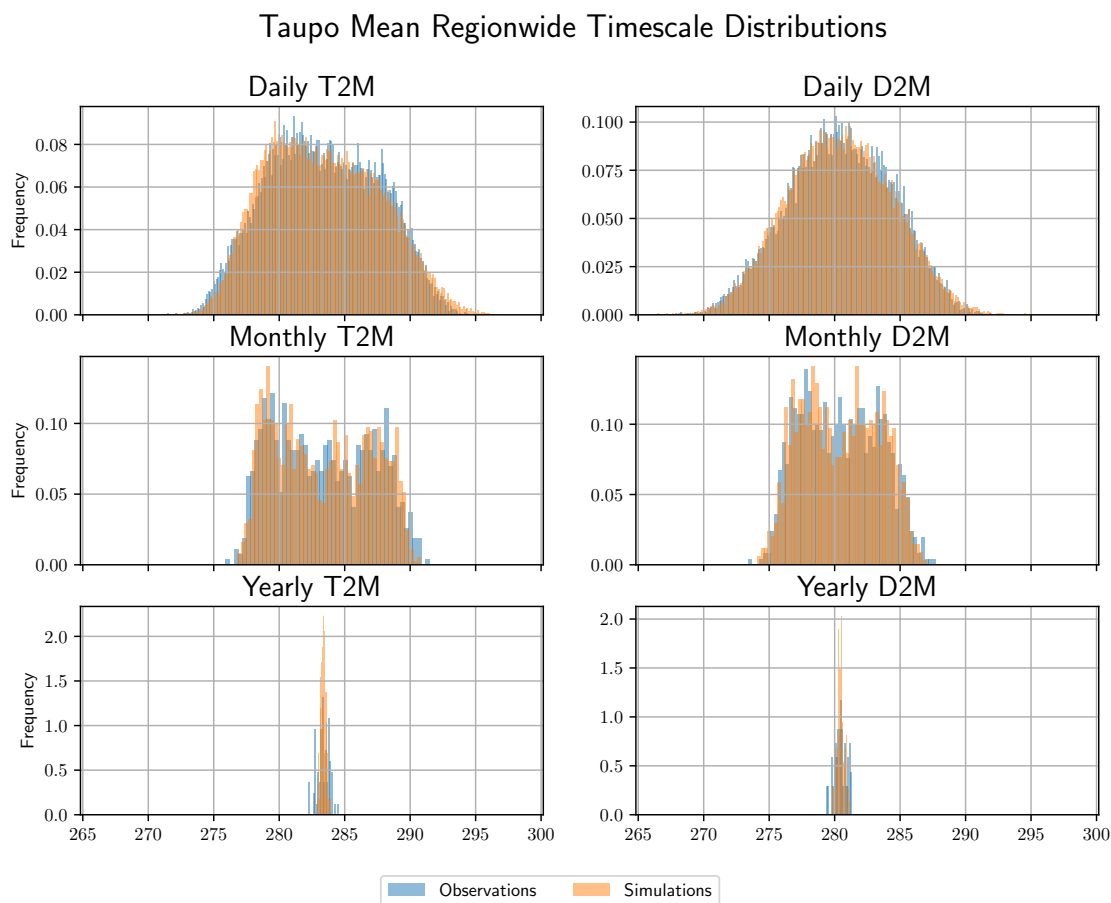 Taupo Mean Regionwide Timescale Distributions
Daily T2M
Daily D2M
Frequency
0.08
0.06
0.04
0.02
0.00
0.100
0.075
0.050
0.025
0.000
Monthly T2M
Monthly D2M
Frequency
0.10
0.05
0.00
0.10
0.05
0.00
Yearly T2M
Yearly D2M
Frequency
2.0
1.5
1.0
0.5
0.0
2.0
1.5
1.0
0.5
0.0
265 270 275 280 285 290 295 300
265 270 275 280 285 290 295 300
Observations Simulations